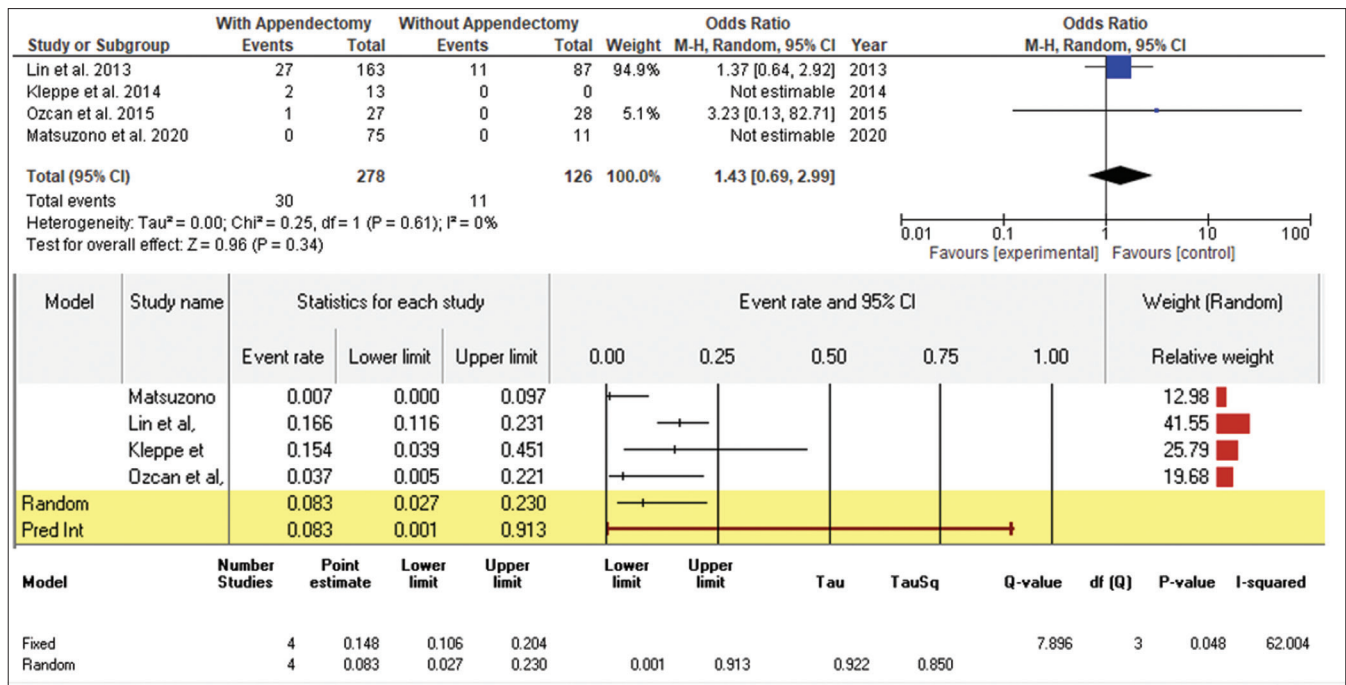 With Appendectomy Without Appendectomy Odds Ratio Odds Ratio
Study or Subgroup Events Total Events Total Weight M-H, Random, 95% CI Year M-H, Random, 95% CI
Lin et al. 2013 27 163 11 87 94.9% 1.37 [0.64, 2.92] 2013
Kleppe et al. 2014 2 13 0 0 Not estimable 2014
Ozcan et al. 2015 1 27 0 28 5.1% 3.23 [0.13, 82.71] 2015
Matsuzono et al. 2020 0 75 0 11 Not estimable 2020
Total (95% CI) 278 126 100.0% 1.43 [0.69, 2.99]
Total events 30 11
Heterogeneity: Tau² = 0.00; Chi² = 0.25, df = 1 (P = 0.61); I² = 0%
Test for overall effect: Z = 0.96 (P = 0.34)
0.01 0.1 1 10 100
Favours [experimental] Favours [control]
Model Study name Statistics for each study Event rate and 95% CI Weight (Random)
Event rate Lower limit Upper limit 0.00 0.25 0.50 0.75 1.00 Relative weight
Matsuzono 0.007 0.000 0.097 12.98
Lin et al, 0.166 0.116 0.231 41.55
Kleppe et 0.154 0.039 0.451 25.79
Ozcan et al, 0.037 0.005 0.221 19.68
Random 0.083 0.027 0.230
Pred Int 0.083 0.001 0.913
Model Number Studies Point estimate Lower limit Upper limit Lower limit Upper limit Tau TauSq Q-value df (Q) P-value I-squared
Fixed 4 0.148 0.106 0.204 7.896 3 0.048 62.004
Random 4 0.083 0.027 0.230 0.001 0.913 0.922 0.850